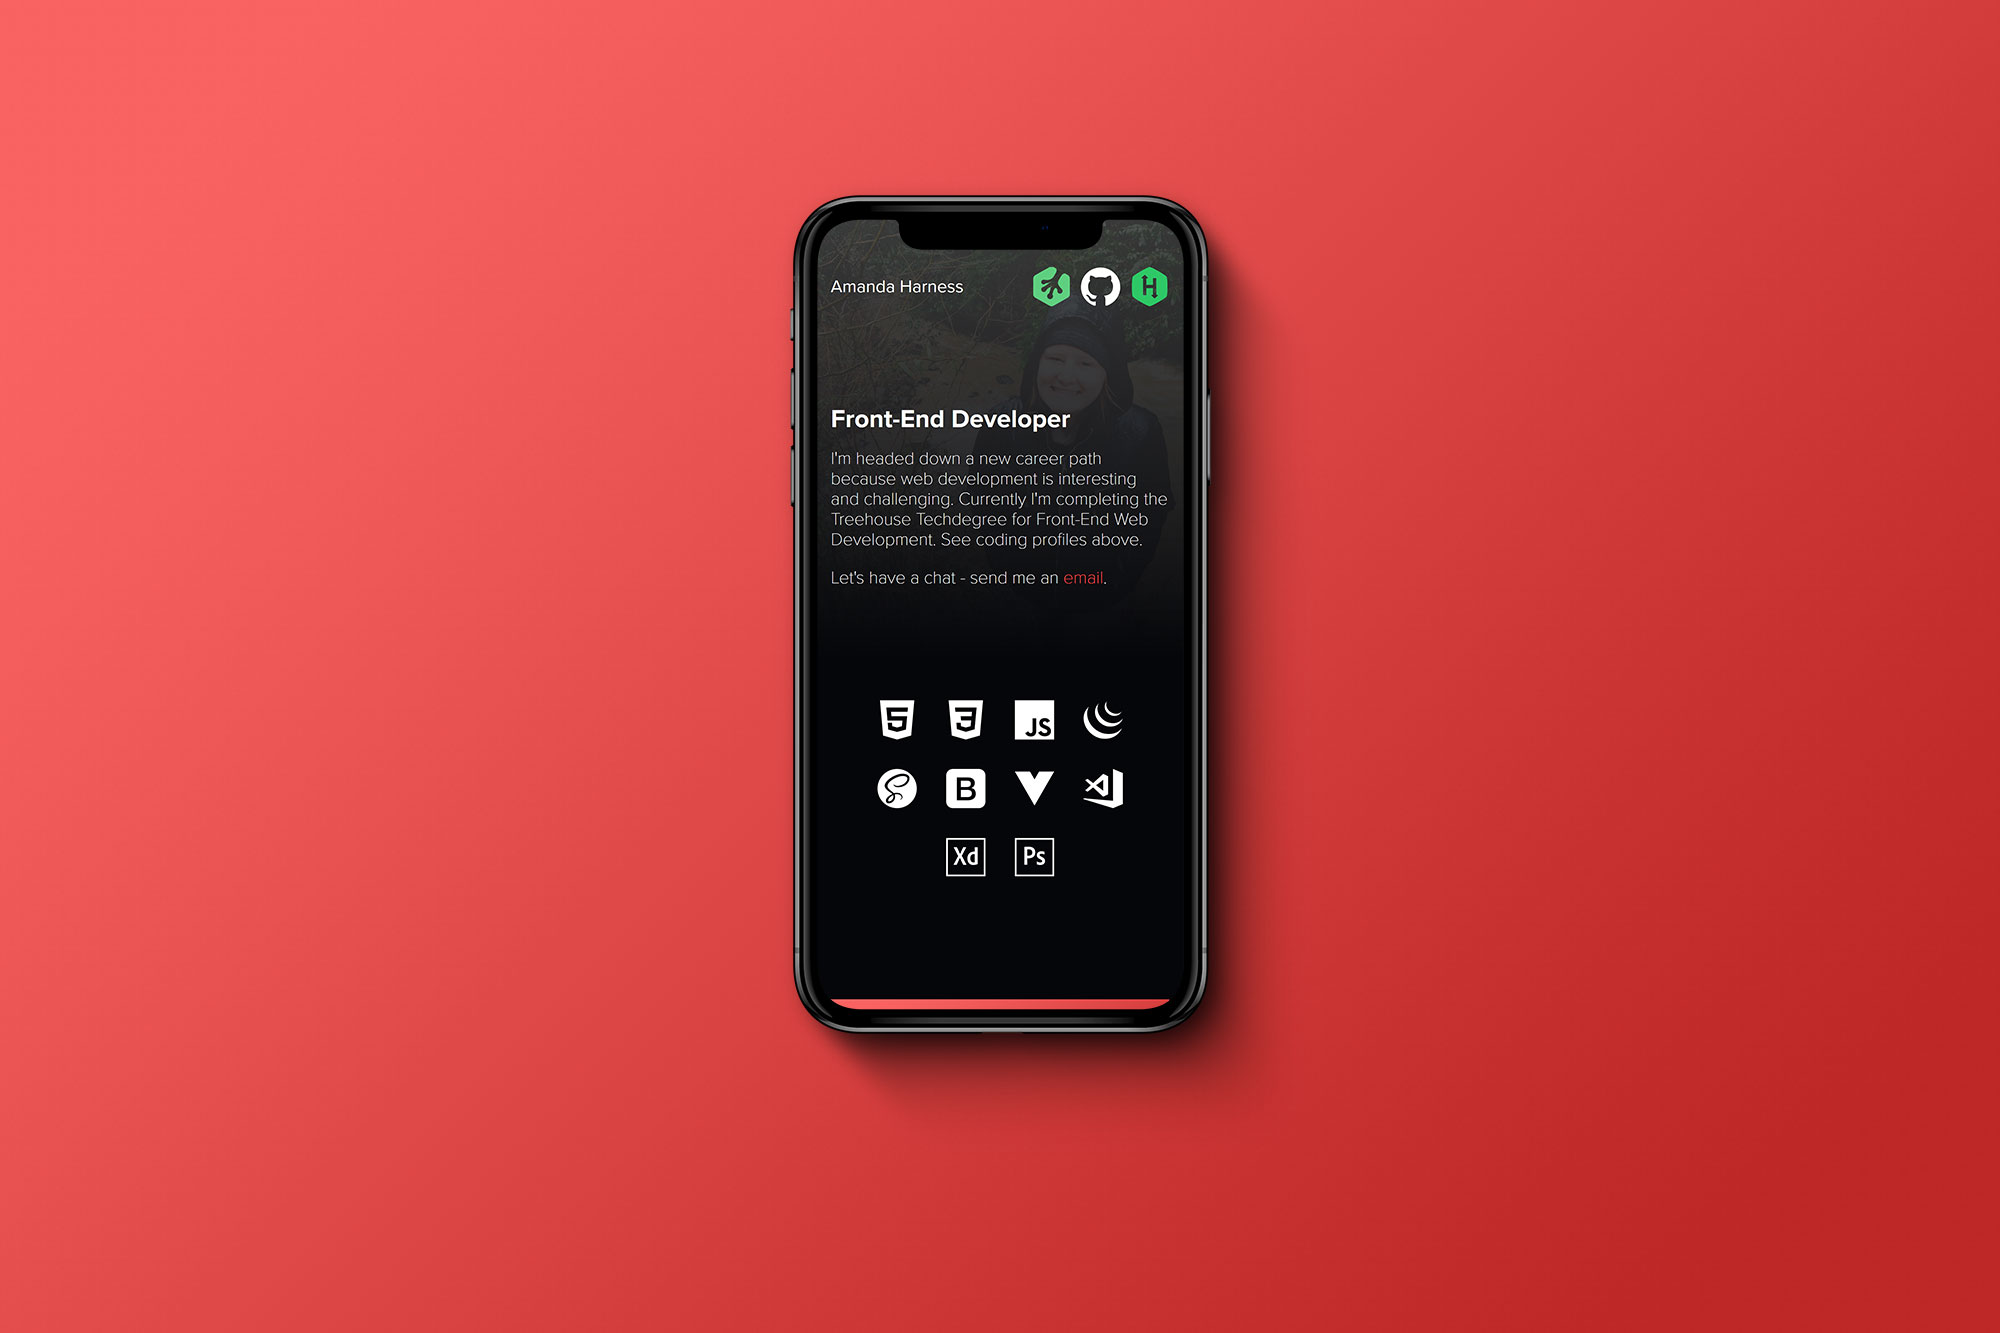 Amanda Harness
H
Front-End Developer
I'm headed down a new career path
because web development is interesting
and challenging. Currently I'm completing the
Treehouse Techdegree for Front-End Web
Development. See coding profiles above.
Let's have a chat - send me an email.
5 3 JS
S B
Xd Ps